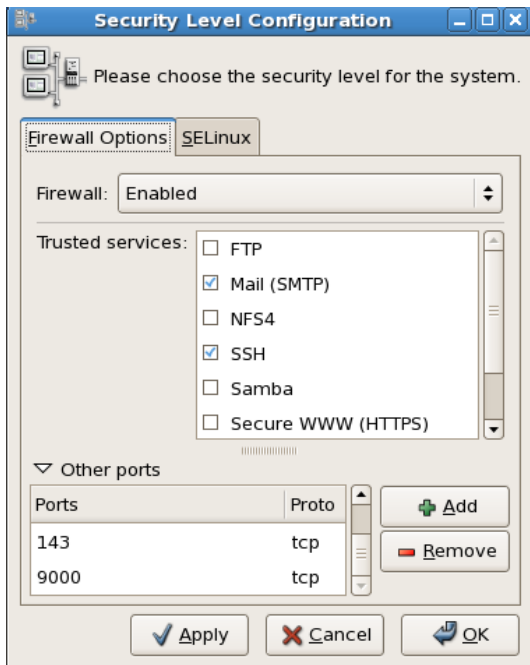 Security Level Configuration
Please choose the security level for the system.
Firewall Options SELinux
Firewall: Enabled
Trusted services:
FTP
Mail (SMTP)
NFS4
SSH
Samba
Secure WWW (HTTPS)
Other ports
Ports Proto
143 tcp
9000 tcp
Add
Remove
Apply Cancel OK